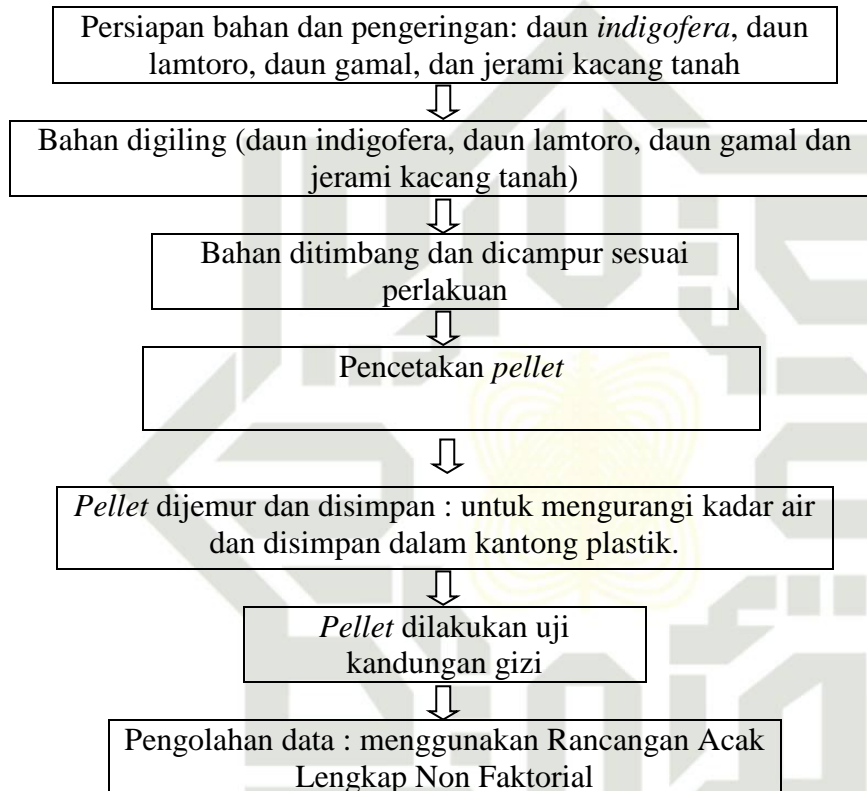 Persiapan bahan dan pengeringan: daun indigofera, daun
lamtoro, daun gamal, dan jerami kacang tanah
Bahan digiling (daun indigofera, daun lamtoro, daun gamal dan
jerami kacang tanah)
Bahan ditimbang dan dicampur sesuai
perlakuan
Pencetakan pellet
Pellet dijemur dan disimpan : untuk mengurangi kadar air
dan disimpan dalam kantong plastik.
Pellet dilakukan uji
kandungan gizi
Pengolahan data : menggunakan Rancangan Acak
Lengkap Non Faktorial